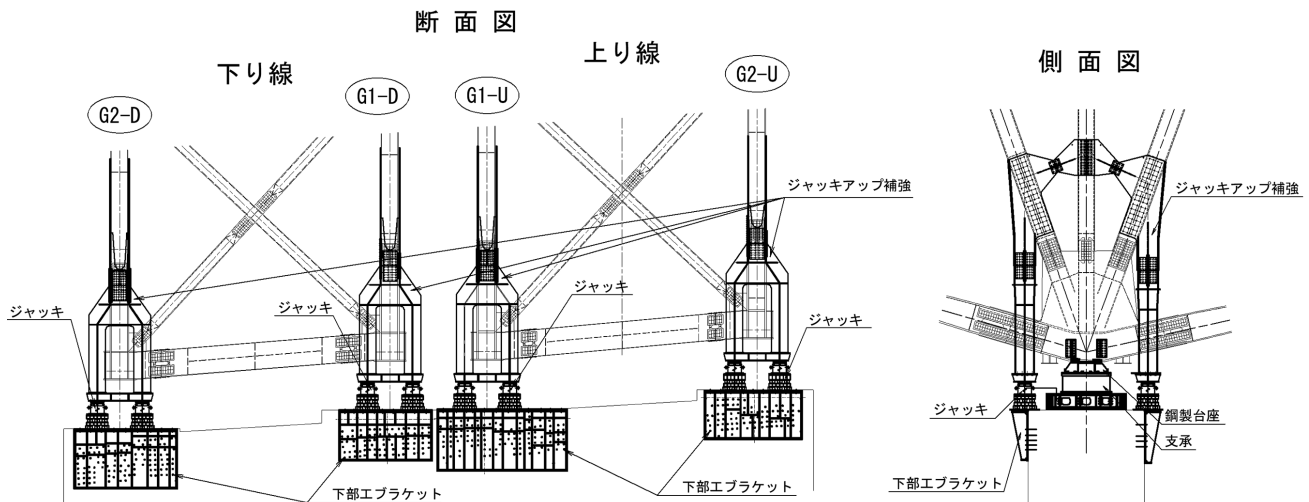 断面図
下り線
上り線
側面図
G2-D
G1-D
G1-U
G2-U
ジャッキアップ補強
ジャッキアップ補強
ジャッキ
ジャッキ
ジャッキ
ジャッキ
ジャッキ
鋼製台座
支承
下部エブラケット
下部エブラケット
下部エブラケット